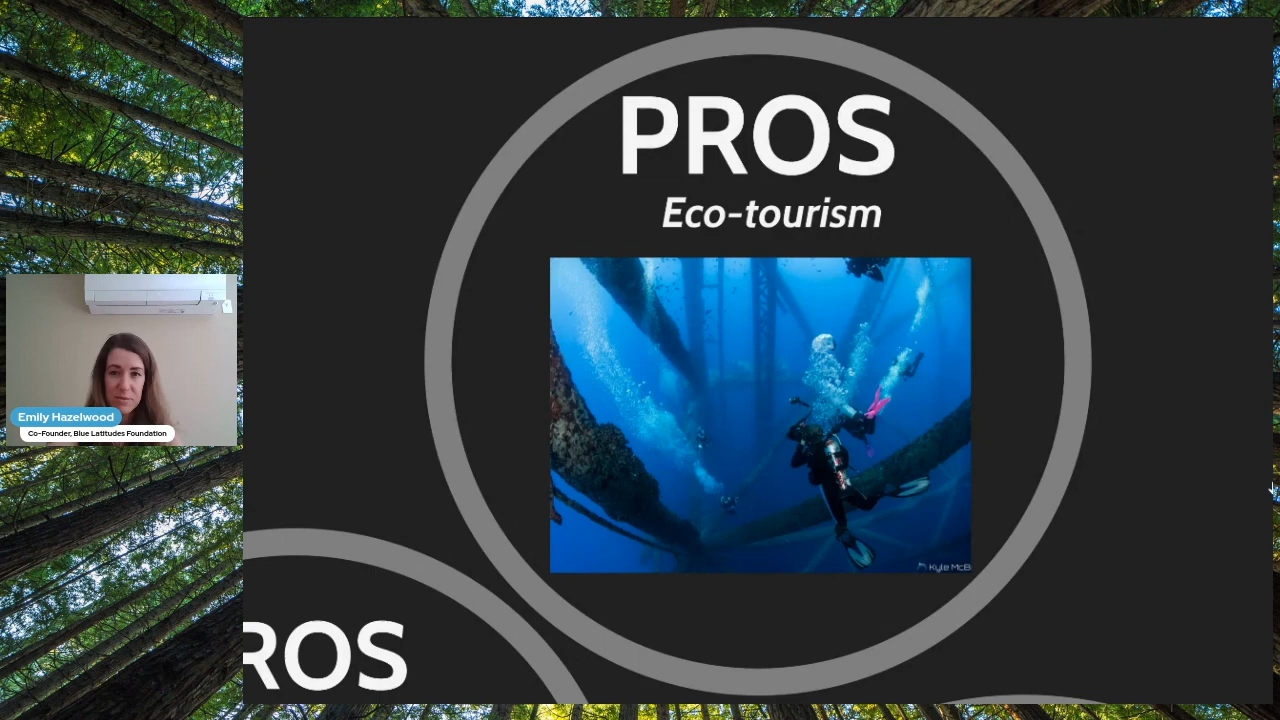 PROS
Eco-tourism
Emily Hazelwood
Co-Founder, Blue Latitudes Foundation
Kyle McB
ROS